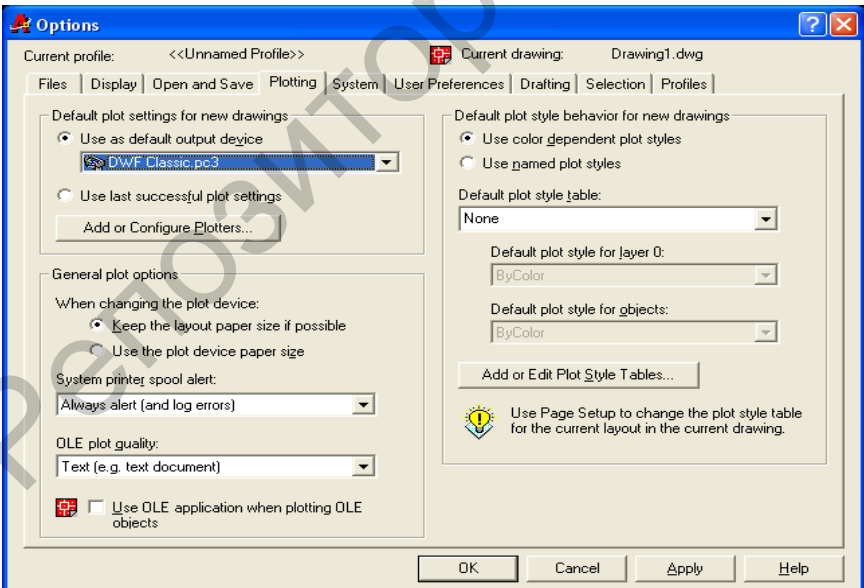 Options
Current profile: <<Unnamed Profile>> Current drawing: Drawing1.dwg
Files Display Open and Save Plotting System User Preferences Drafting Selection Profiles
Default plot settings for new drawings
Use as default output device
DWF Classic.pc3
Use last successful plot settings
Add or Configure Plotters...
General plot options
When changing the plot device:
Keep the layout paper size if possible
Use the plot device paper size
System printer spool alert:
Always alert (and log errors)
OLE plot quality:
Text (e.g. text document)
Use OLE application when plotting OLE
objects
Default plot style behavior for new drawings
Use color dependent plot styles
Use named plot styles
Default plot style table:
None
Default plot style for layer 0:
ByColor
Default plot style for objects:
ByColor
Add or Edit Plot Style Tables...
Use Page Setup to change the plot style table
for the current layout in the current drawing.
OK Cancel Apply Help
Репозитор